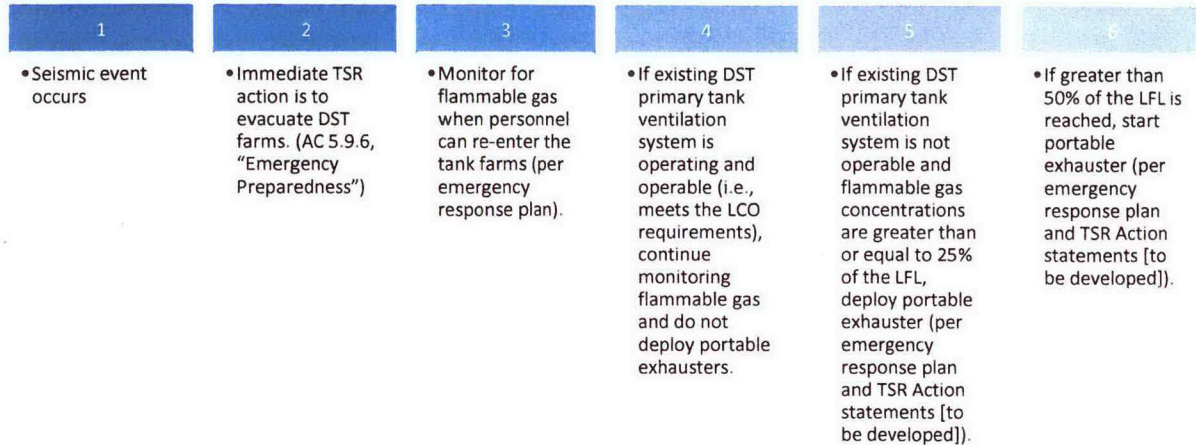 1
• Seismic event
occurs
2
• Immediate TSR
action is to
evacuate DST
farms. (AC 5.9.6,
"Emergency
Preparedness")
3
• Monitor for
flammable gas
when personnel
can re-enter the
tank farms (per
emergency
response plan).
4
• If existing DST
primary tank
ventilation
system is
operating and
operable (i.e.,
meets the LCO
requirements),
continue
monitoring
flammable gas
and do not
deploy portable
exhausters.
5
• If existing DST
primary tank
ventilation
system is not
operable and
flammable gas
concentrations
are greater than
or equal to 25%
of the LFL,
deploy portable
exhauster (per
emergency
response plan
and TSR Action
statements [to
be developed]).
6
• If greater than
50% of the LFL is
reached, start
portable
exhauster (per
emergency
response plan
and TSR Action
statements [to
be developed]).